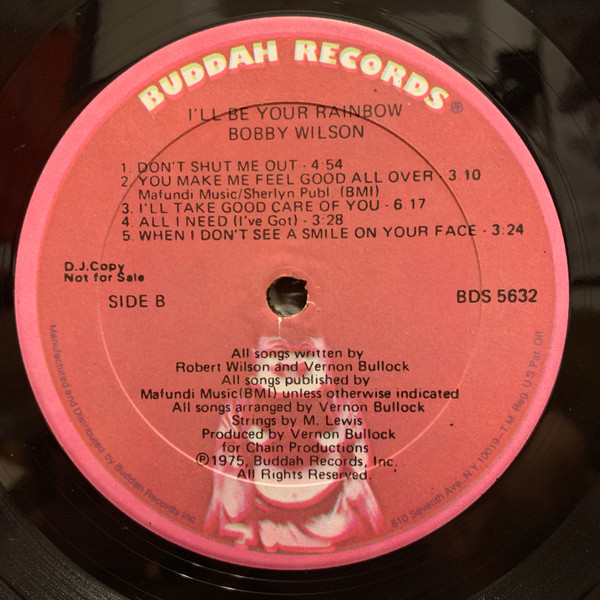 BUDDAH RECORDS®
I'LL BE YOUR RAINBOW
BOBBY WILSON
1. DON'T SHUT ME OUT - 4:54
2. YOU MAKE ME FEEL GOOD ALL OVER - 3 10
Mafundi Music/Sherlyn Publ. (BMI)
3. I'LL TAKE GOOD CARE OF YOU - 6 17
4. ALL I NEED (I've Got) - 3:28
5. WHEN I DON'T SEE A SMILE ON YOUR FACE - 3:24
D.J.Copy
Not for Sale
SIDE B
BDS 5632
All songs written by
Robert Wilson and Vernon Bullock
All songs published by
Mafundi Music(BMI) unless otherwise indicated
All songs arranged by Vernon Bullock
Strings by M. Lewis
Produced by Vernon Bullock
for Chain Productions
℗1975, Buddah Records, Inc.
All Rights Reserved.
Manufactured and Distributed by Buddah Records Inc.
810 Seventh Ave., N.Y. 10019 - T.M. Reg. U.S Pat. Off.